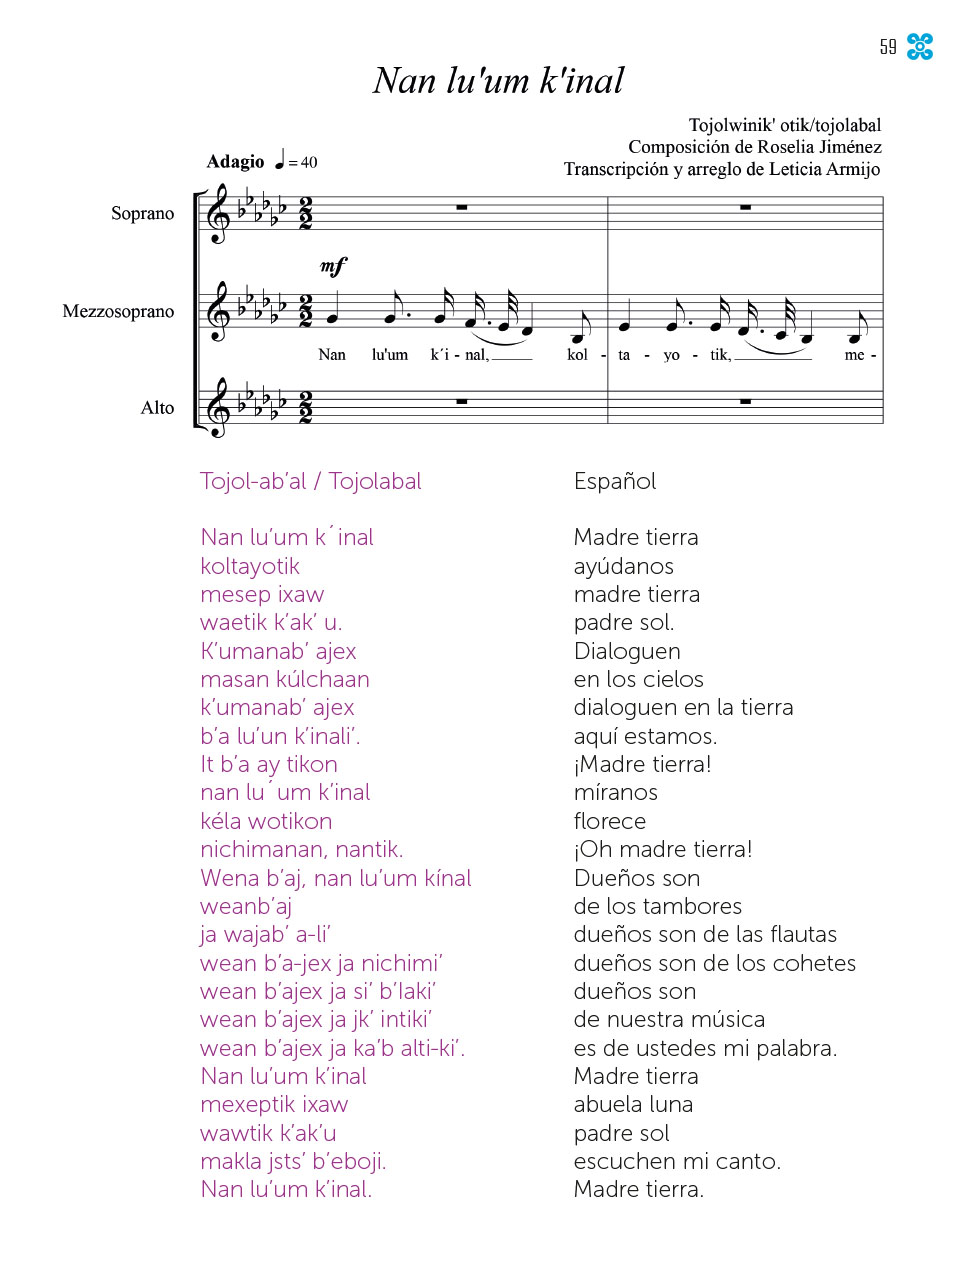 59
Nan lu'um k'inal
Tojolwinik' otik/tojolabal
Composición de Roselia Jiménez
Transcripción y arreglo de Leticia Armijo
Adagio ♩ = 40
Soprano
mf
Mezzosoprano
Nan lu'um k´i - nal, kol - ta - yo - tik, me -
Alto
Tojol-ab’al / Tojolabal
Nan lu’um k´inal
koltayotik
mesep ixaw
waetik k’ak’ u.
K’umanab’ ajex
masan kúlchaan
k’umanab’ ajex
b’a lu’un k’inali’.
It b’a ay tikon
nan lu´um k’inal
kéla wotikon
nichimanan, nantik.
Wena b’aj, nan lu’um kínal
weanb’aj
ja wajab’ a-li’
wean b’a-jex ja nichimi’
wean b’ajex ja si’ b’laki’
wean b’ajex ja jk’ intiki’
wean b’ajex ja ka’b alti-ki’.
Nan lu’um k’inal
mexeptik ixaw
wawtik k’ak’u
makla jsts’ b’eboji.
Nan lu’um k’inal.
Español
Madre tierra
ayúdanos
madre tierra
padre sol.
Dialoguen
en los cielos
dialoguen en la tierra
aquí estamos.
¡Madre tierra!
míranos
florece
¡Oh madre tierra!
Dueños son
de los tambores
dueños son de las flautas
dueños son de los cohetes
dueños son
de nuestra música
es de ustedes mi palabra.
Madre tierra
abuela luna
padre sol
escuchen mi canto.
Madre tierra.